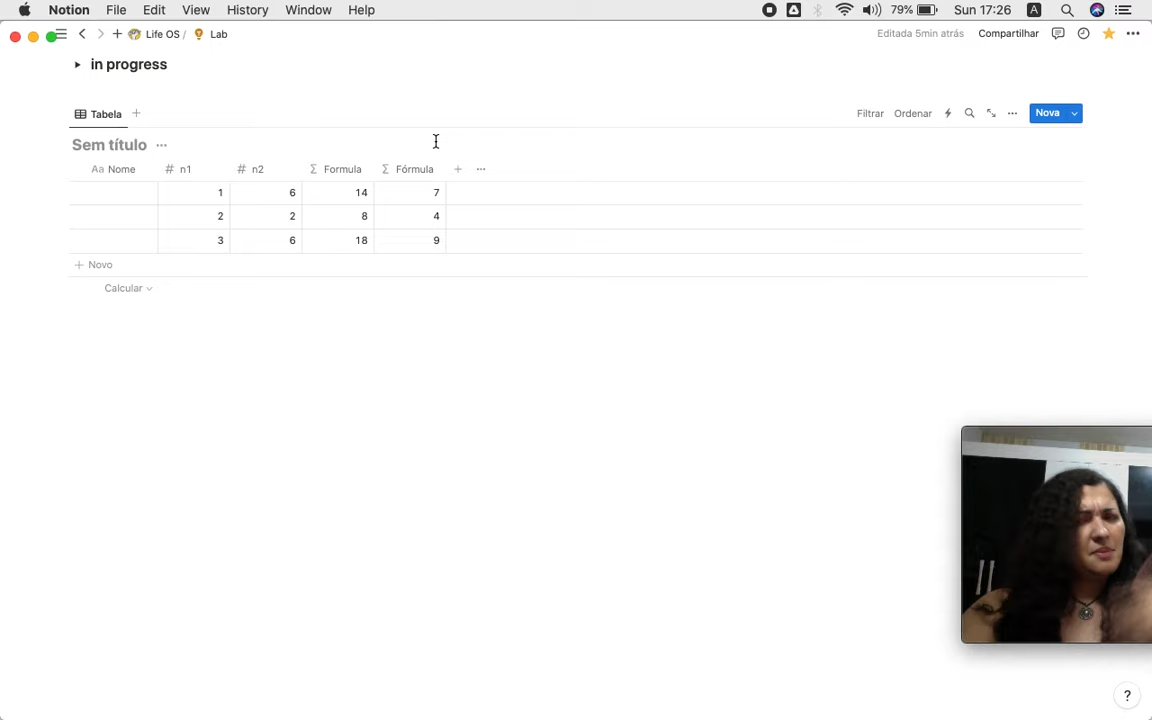 Notion File Edit View History Window Help 79% Sun 17:26 A
Life OS / Lab Editada 5min atrás Compartilhar
in progress
Tabela Filtrar Ordenar Nova
Sem título
Aa Nome # n1 # n2 Σ Formula Σ Fórmula
1 6 14 7
2 2 8 4
3 6 18 9
+ Novo
Calcular
?